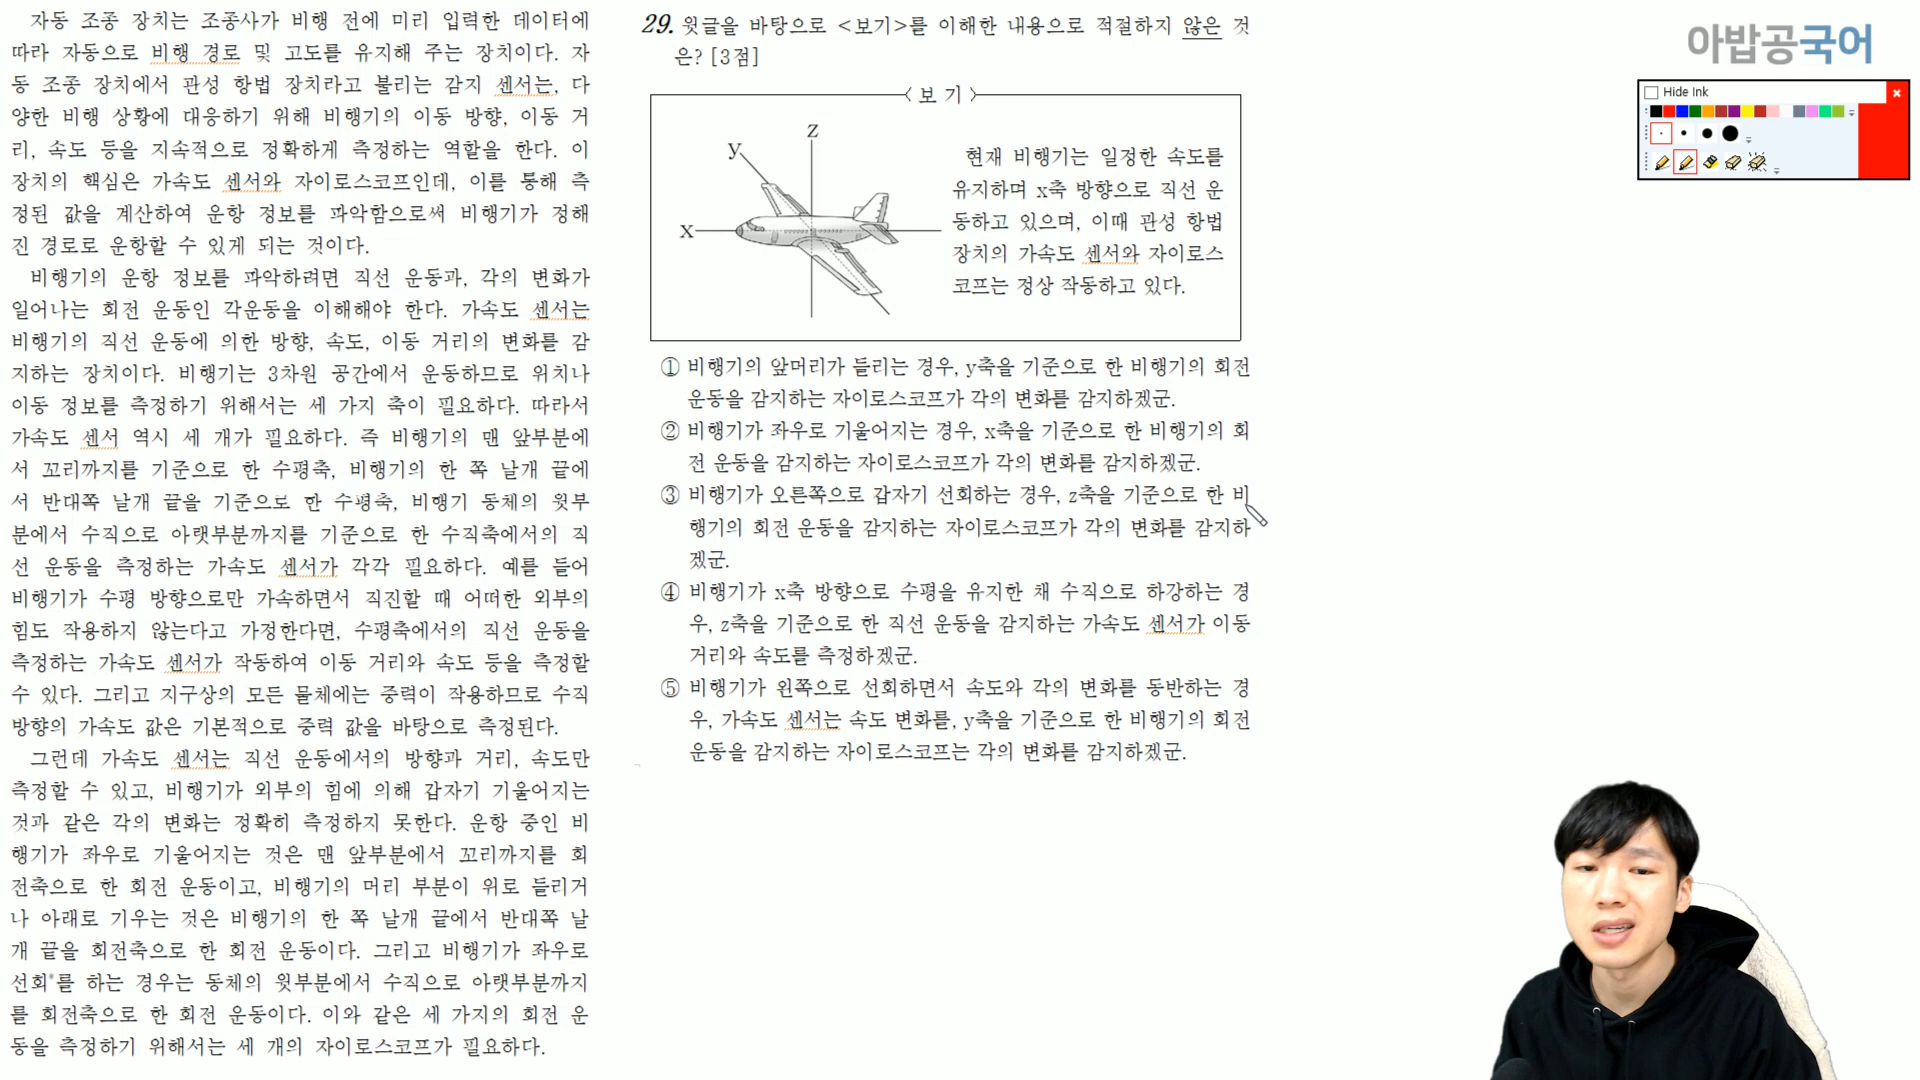 자동 조종 장치는 조종사가 비행 전에 미리 입력한 데이터에
따라 자동으로 비행 경로 및 고도를 유지해 주는 장치이다. 자
동 조종 장치에서 관성 항법 장치라고 불리는 감지 센서는, 다
양한 비행 상황에 대응하기 위해 비행기의 이동 방향, 이동 거
리, 속도 등을 지속적으로 정확하게 측정하는 역할을 한다. 이
장치의 핵심은 가속도 센서와 자이로스코프인데, 이를 통해 측
정된 값을 계산하여 운항 정보를 파악함으로써 비행기가 정해
진 경로로 운항할 수 있게 되는 것이다.
비행기의 운항 정보를 파악하려면 직선 운동과, 각의 변화가
일어나는 회전 운동인 각운동을 이해해야 한다. 가속도 센서는
비행기의 직선 운동에 의한 방향, 속도, 이동 거리의 변화를 감
지하는 장치이다. 비행기는 3차원 공간에서 운동하므로 위치나
이동 정보를 측정하기 위해서는 세 가지 축이 필요하다. 따라서
가속도 센서 역시 세 개가 필요하다. 즉 비행기의 맨 앞부분에
서 꼬리까지를 기준으로 한 수평축, 비행기의 한 쪽 날개 끝에
서 반대쪽 날개 끝을 기준으로 한 수평축, 비행기 동체의 윗부
분에서 수직으로 아랫부분까지를 기준으로 한 수직축에서의 직
선 운동을 측정하는 가속도 센서가 각각 필요하다. 예를 들어
비행기가 수평 방향으로만 가속하면서 직진할 때 어떠한 외부의
힘도 작용하지 않는다고 가정한다면, 수평축에서의 직선 운동을
측정하는 가속도 센서가 작동하여 이동 거리와 속도 등을 측정할
수 있다. 그리고 지구상의 모든 물체에는 중력이 작용하므로 수직
방향의 가속도 값은 기본적으로 중력 값을 바탕으로 측정된다.
그런데 가속도 센서는 직선 운동에서의 방향과 거리, 속도만
측정할 수 있고, 비행기가 외부의 힘에 의해 갑자기 기울어지는
것과 같은 각의 변화는 정확히 측정하지 못한다. 운항 중인 비
행기가 좌우로 기울어지는 것은 맨 앞부분에서 꼬리까지를 회
전축으로 한 회전 운동이고, 비행기의 머리 부분이 위로 들리거
나 아래로 기우는 것은 비행기의 한 쪽 날개 끝에서 반대쪽 날
개 끝을 회전축으로 한 회전 운동이다. 그리고 비행기가 좌우로
선회*를 하는 경우는 동체의 윗부분에서 수직으로 아랫부분까지
를 회전축으로 한 회전 운동이다. 이와 같은 세 가지의 회전 운
동을 측정하기 위해서는 세 개의 자이로스코프가 필요하다.
29. 윗글을 바탕으로 <보기>를 이해한 내용으로 적절하지 않은 것
은? [3점]
〈보 기〉
z
y
x
현재 비행기는 일정한 속도를
유지하며 x축 방향으로 직선 운
동하고 있으며, 이때 관성 항법
장치의 가속도 센서와 자이로스
코프는 정상 작동하고 있다.
① 비행기의 앞머리가 들리는 경우, y축을 기준으로 한 비행기의 회전
운동을 감지하는 자이로스코프가 각의 변화를 감지하겠군.
② 비행기가 좌우로 기울어지는 경우, x축을 기준으로 한 비행기의 회
전 운동을 감지하는 자이로스코프가 각의 변화를 감지하겠군.
③ 비행기가 오른쪽으로 갑자기 선회하는 경우, z축을 기준으로 한 비
행기의 회전 운동을 감지하는 자이로스코프가 각의 변화를 감지하
겠군.
④ 비행기가 x축 방향으로 수평을 유지한 채 수직으로 하강하는 경
우, z축을 기준으로 한 직선 운동을 감지하는 가속도 센서가 이동
거리와 속도를 측정하겠군.
⑤ 비행기가 왼쪽으로 선회하면서 속도와 각의 변화를 동반하는 경
우, 가속도 센서는 속도 변화를, y축을 기준으로 한 비행기의 회전
운동을 감지하는 자이로스코프는 각의 변화를 감지하겠군.
아밥공국어
Hide Ink